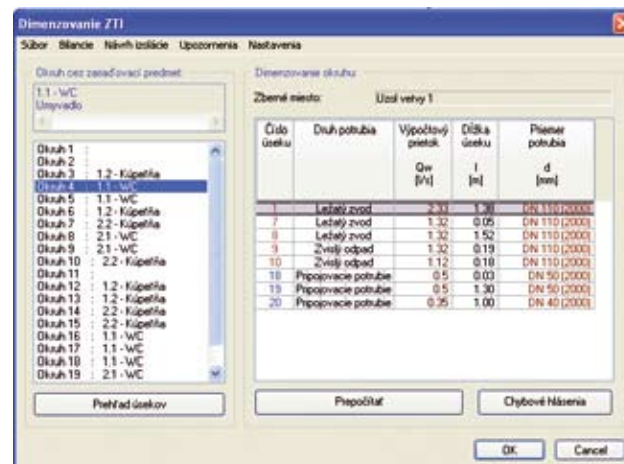 Dimenzovanie ZTI
Súbor Bilancie Návrh izolácie Upozornenia Nastavenia
Okruh cez zariaďovací predmet:
1.1 - WC
Umyvadlo
Okruh 1 :
Okruh 2 :
Okruh 3 : 1.2 - Kúpeľňa
Okruh 4 : 1.1 - WC
Okruh 5 : 1.1 - WC
Okruh 6 : 1.2 - Kúpeľňa
Okruh 7 : 2.2 - Kúpeľňa
Okruh 8 : 2.1 - WC
Okruh 9 : 2.1 - WC
Okruh 10 : 2.2 - Kúpeľňa
Okruh 11 :
Okruh 12 : 1.2 - Kúpeľňa
Okruh 13 : 1.2 - Kúpeľňa
Okruh 14 : 2.2 - Kúpeľňa
Okruh 15 : 2.2 - Kúpeľňa
Okruh 16 : 1.1 - WC
Okruh 17 : 1.1 - WC
Okruh 18 : 1.1 - WC
Okruh 19 : 2.1 - WC
Prehľad úsekov
Dimenzovanie okruhu:
Zberné miesto: Uzol vetvy 1
Číslo úseku Druh potrubia Výpočtový prietok Qw [l/s] Dĺžka úseku l [m] Priemer potrubia d [mm]
1 Ležatý zvod 2.33 1.38 DN 110 (2000)
7 Ležatý zvod 1.32 0.05 DN 110 (2000)
8 Ležatý zvod 1.32 1.52 DN 110 (2000)
9 Zvislý odpad 1.32 0.19 DN 110 (2000)
10 Zvislý odpad 1.12 0.18 DN 110 (2000)
18 Pripojovacie potrubie 0.5 0.03 DN 50 (2000)
19 Pripojovacie potrubie 0.5 1.30 DN 50 (2000)
20 Pripojovacie potrubie 0.35 1.00 DN 40 (2000)
Prepočítať
Chybové hlásenia
OK
Cancel